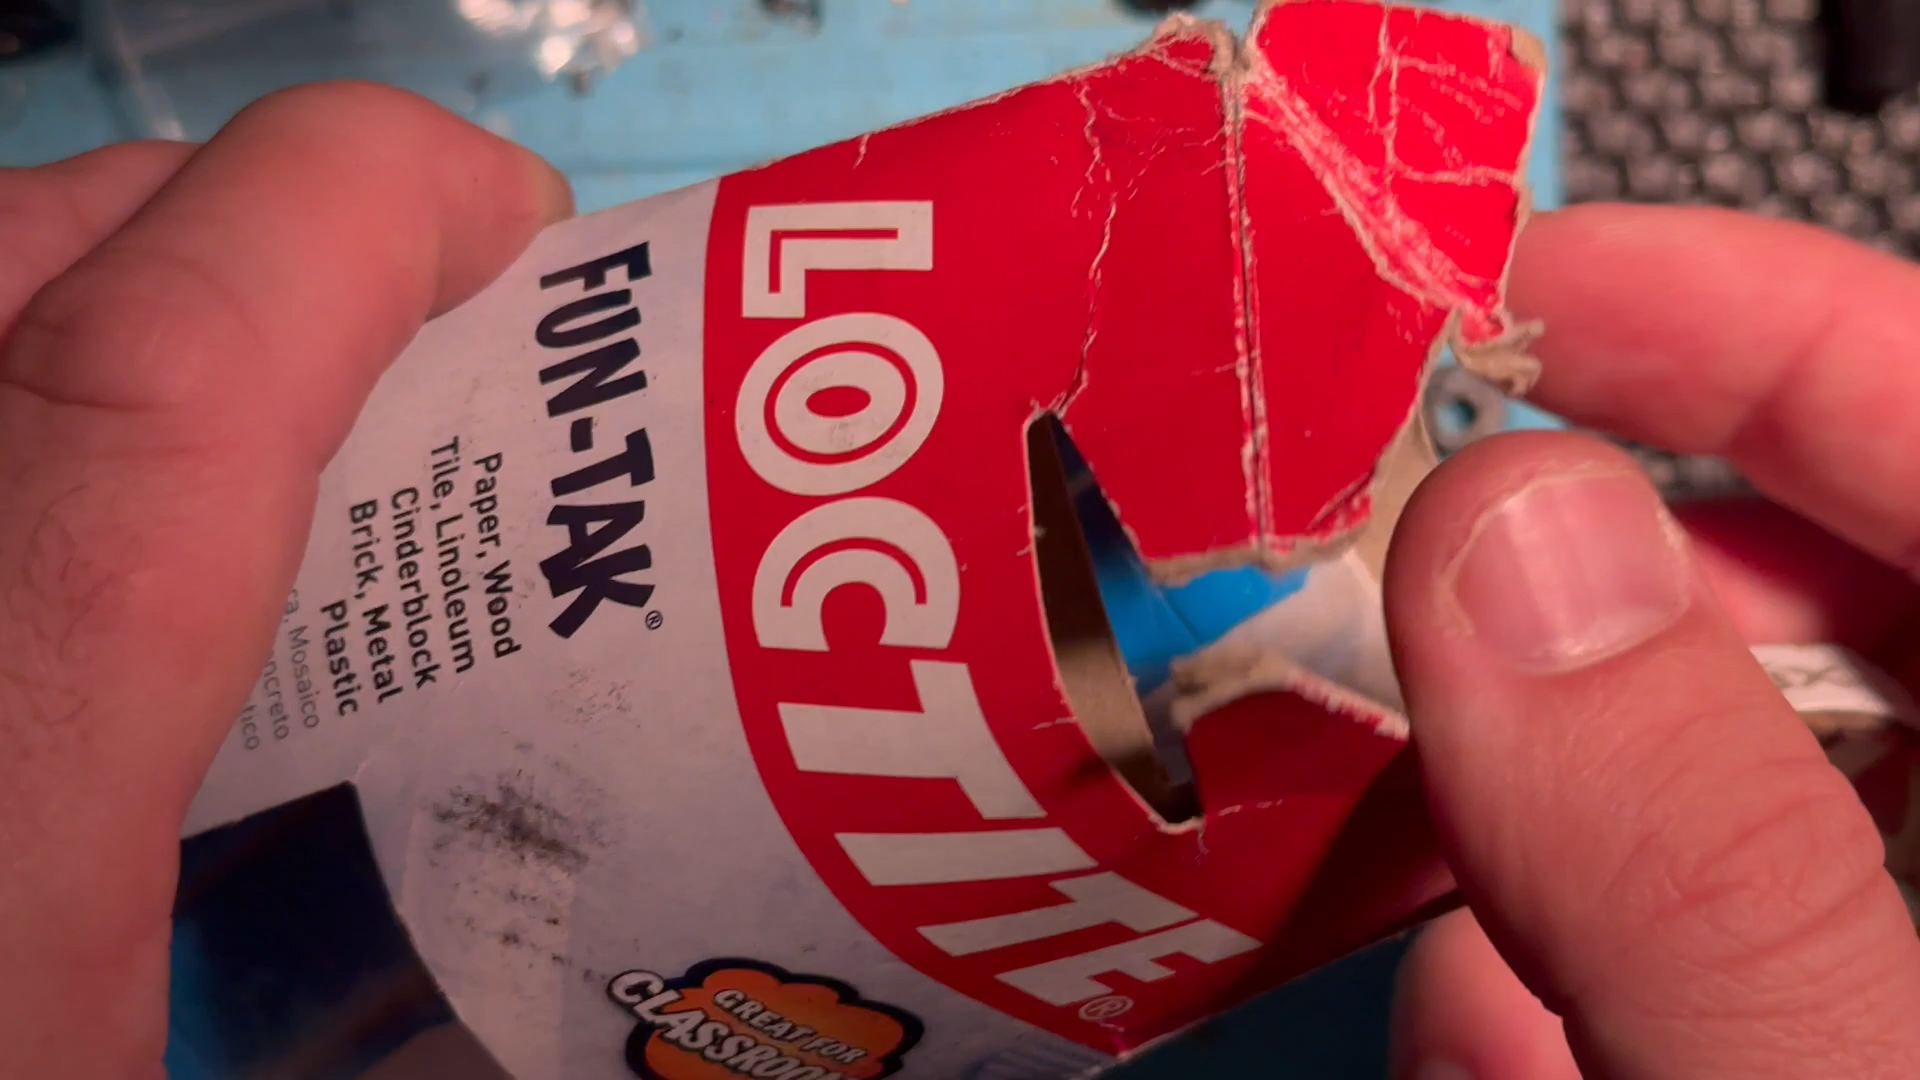 LOCTITE®
FUN-TAK®
Paper, Wood
Tile, Linoleum
Cinderblock
Brick, Metal
Plastic
Mosaico
GREAT FOR